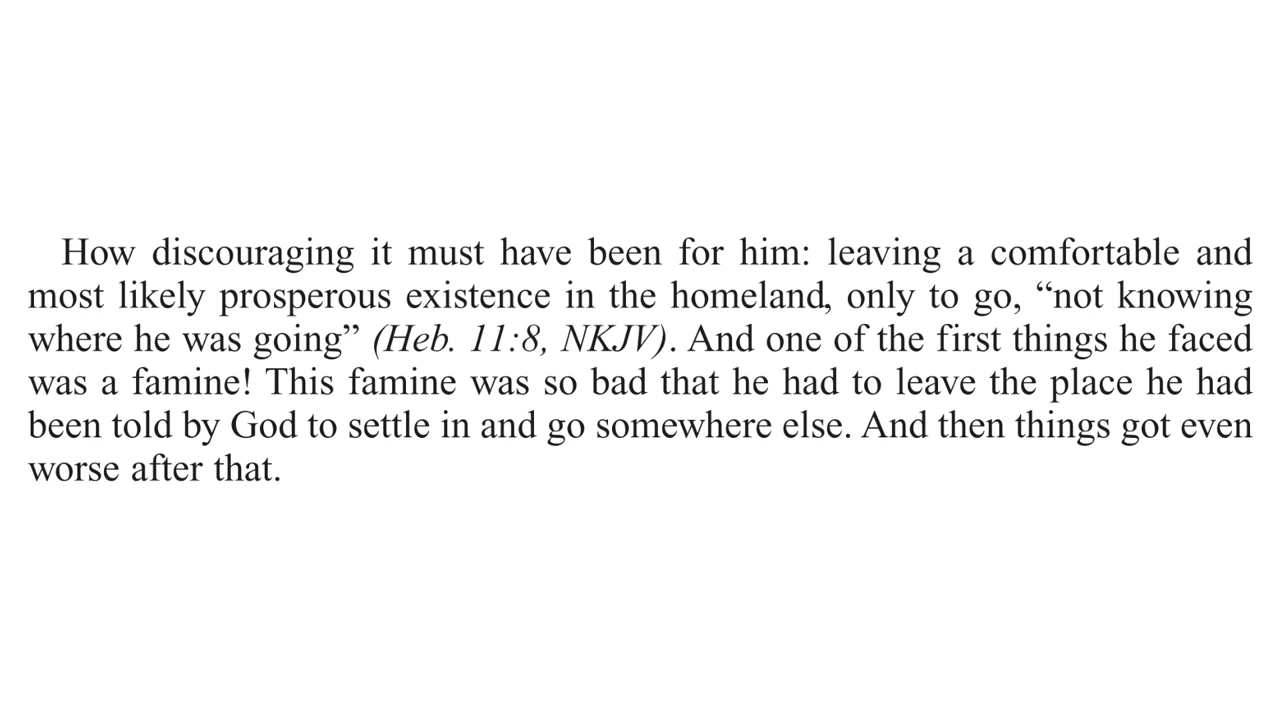 How discouraging it must have been for him: leaving a comfortable and
most likely prosperous existence in the homeland, only to go, “not knowing
where he was going” (Heb. 11:8, NKJV). And one of the first things he faced
was a famine! This famine was so bad that he had to leave the place he had
been told by God to settle in and go somewhere else. And then things got even
worse after that.